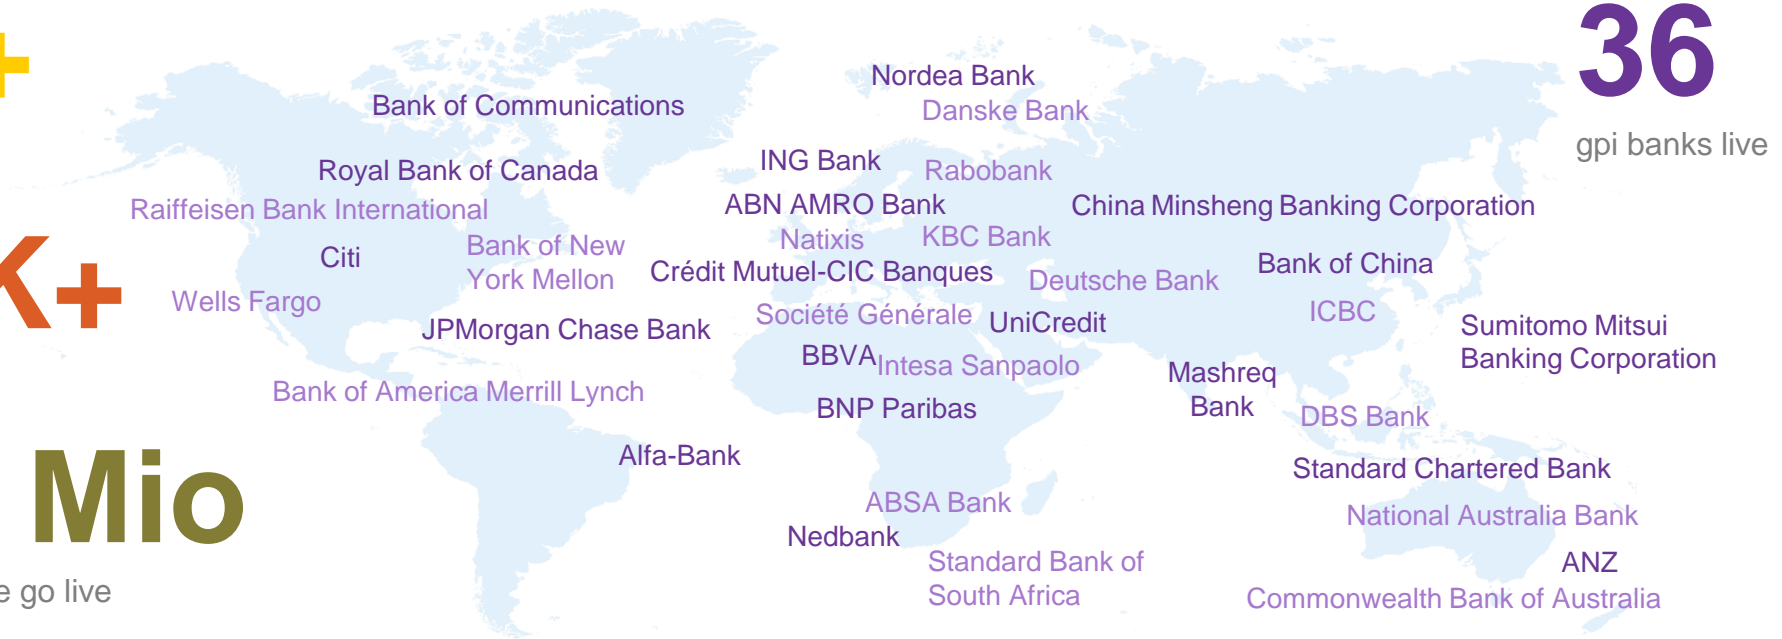 +
36
gpi banks live
Nordea Bank
Bank of Communications
Danske Bank
ING Bank
Rabobank
Royal Bank of Canada
Raiffeisen Bank International
ABN AMRO Bank
China Minsheng Banking Corporation
Natixis
KBC Bank
Citi
Bank of New
York Mellon
Crédit Mutuel-CIC Banques
Deutsche Bank
Bank of China
K+
Wells Fargo
Société Générale
UniCredit
ICBC
Sumitomo Mitsui
Banking Corporation
JPMorgan Chase Bank
BBVA
Intesa Sanpaolo
Mashreq
Bank
Bank of America Merrill Lynch
BNP Paribas
DBS Bank
Alfa-Bank
Standard Chartered Bank
Mio
ABSA Bank
National Australia Bank
Nedbank
Standard Bank of
South Africa
ANZ
Commonwealth Bank of Australia
go live